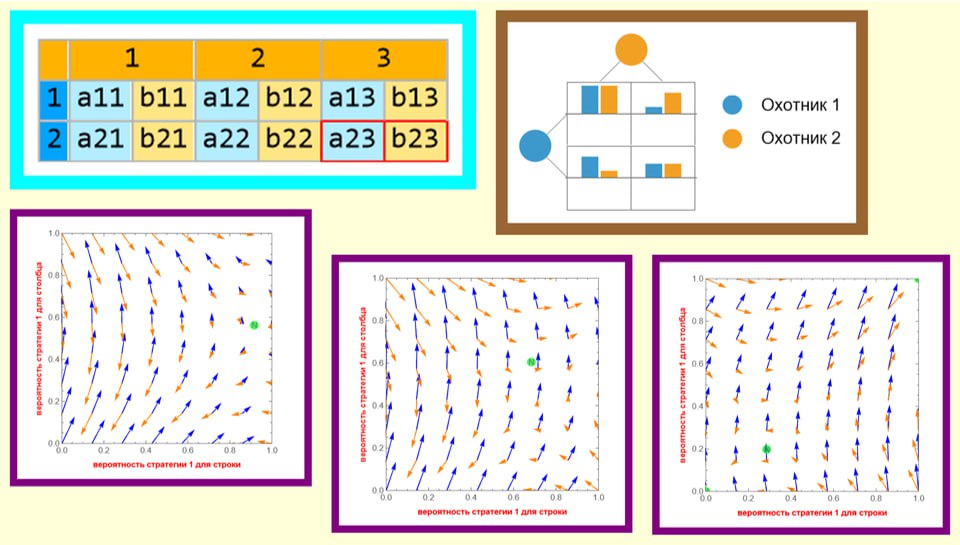 1 2 3
1 a11 b11 a12 b12 a13 b13
2 a21 b21 a22 b22 a23 b23
Охотник 1
Охотник 2
вероятность стратегии 1 для столбца
1.0
0.8
0.6
0.4
0.2
0.0
0.0 0.2 0.4 0.6 0.8 1.0
N
вероятность стратегии 1 для строки
вероятность стратегии 1 для столбца
1.0
0.8
0.6
0.4
0.2
0.0
0.0 0.2 0.4 0.6 0.8 1.0
N
вероятность стратегии 1 для строки
вероятность стратегии 1 для столбца
1.0
0.8
0.6
0.4
0.2
0.0
0.0 0.2 0.4 0.6 0.8 1.0
вероятность стратегии 1 для строки